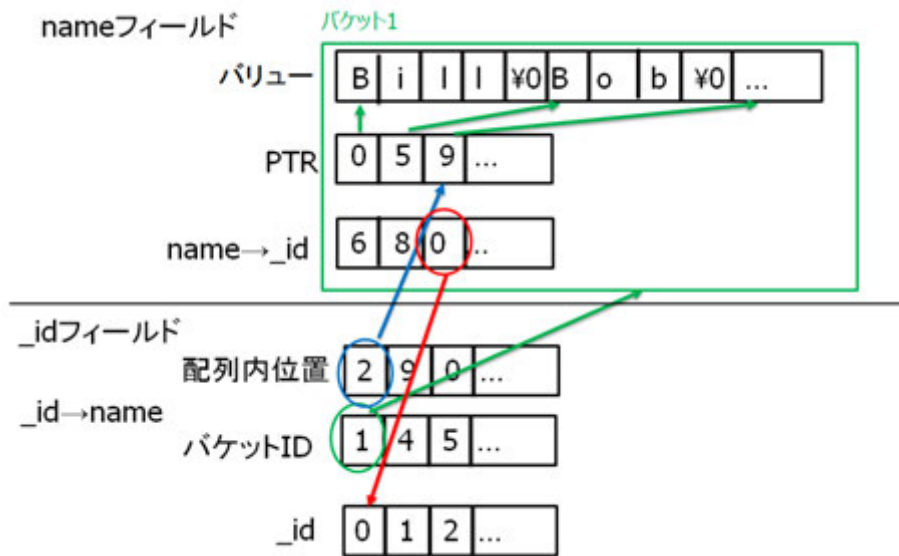 nameフィールド
バケット1
バリュー B i l l ¥0 B o b ¥0 ...
PTR 0 5 9 ...
name→_id 6 8 0 ...
_idフィールド
配列内位置 2 9 0 ...
_id→name
バケットID 1 4 5 ...
_id 0 1 2 ...